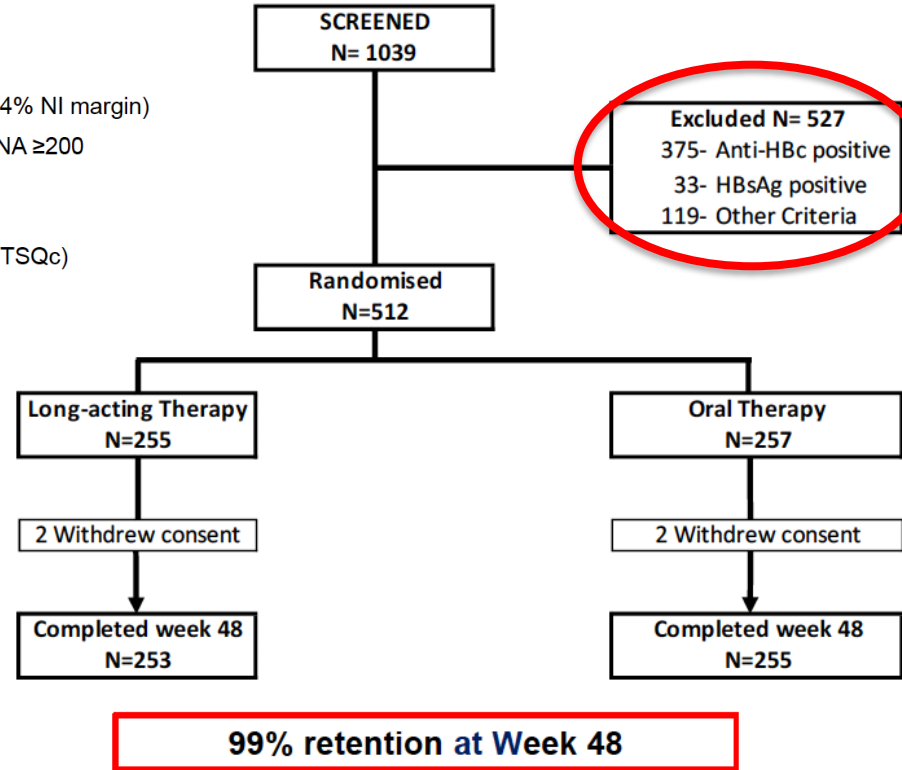 SCREENED
N= 1039
4% NI margin)
NA ≥200
TSQc)
Excluded N= 527
375- Anti-HBc positive
33- HBsAg positive
119- Other Criteria
Randomised
N=512
Long-acting Therapy
N=255
Oral Therapy
N=257
2 Withdrew consent
2 Withdrew consent
Completed week 48
N=253
Completed week 48
N=255
99% retention at Week 48